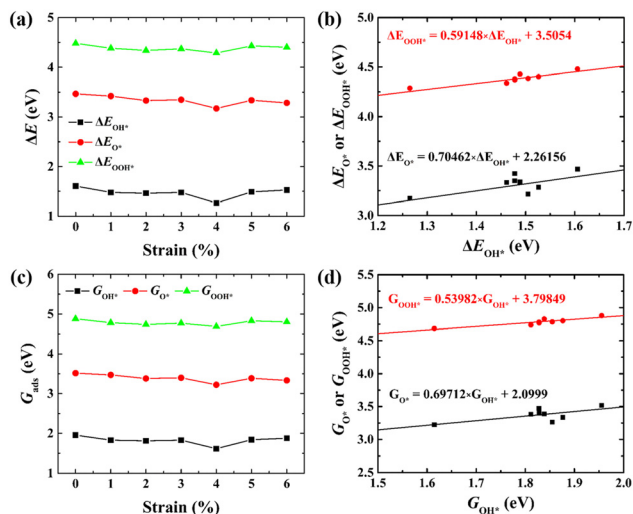 (a)
6
5
4
3
2
1
ΔE (eV)
ΔE_OH*
ΔE_O*
ΔE_OOH*
0 1 2 3 4 5 6
Strain (%)
(b)
5.0
4.5
4.0
3.5
3.0
ΔE_O* or ΔE_OOH* (eV)
ΔE_OOH* = 0.59148×ΔE_OH* + 3.5054
ΔE_O* = 0.70462×ΔE_OH* + 2.26156
1.2 1.3 1.4 1.5 1.6 1.7
ΔE_OH* (eV)
(c)
6
5
4
3
2
1
G_ads (eV)
G_OH* G_O* G_OOH*
0 1 2 3 4 5 6
Strain (%)
(d)
5.5
5.0
4.5
4.0
3.5
3.0
2.5
G_O* or G_OOH* (eV)
G_OOH* = 0.53982×G_OH* + 3.79849
G_O* = 0.69712×G_OH* + 2.0999
1.5 1.6 1.7 1.8 1.9 2.0
G_OH* (eV)